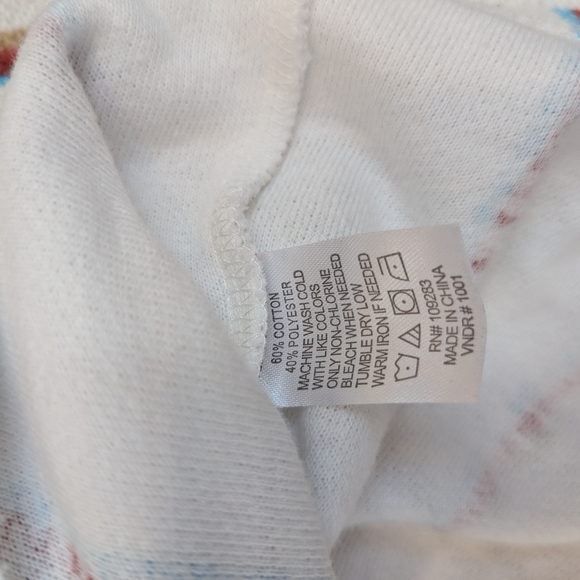 60% COTTON
40% POLYESTER
MACHINE WASH COLD
WITH LIKE COLORS
ONLY NON-CHLORINE
BLEACH WHEN NEEDED
TUMBLE DRY LOW
WARM IRON IF NEEDED
RN# 109283
MADE IN CHINA
VNDR # 1001